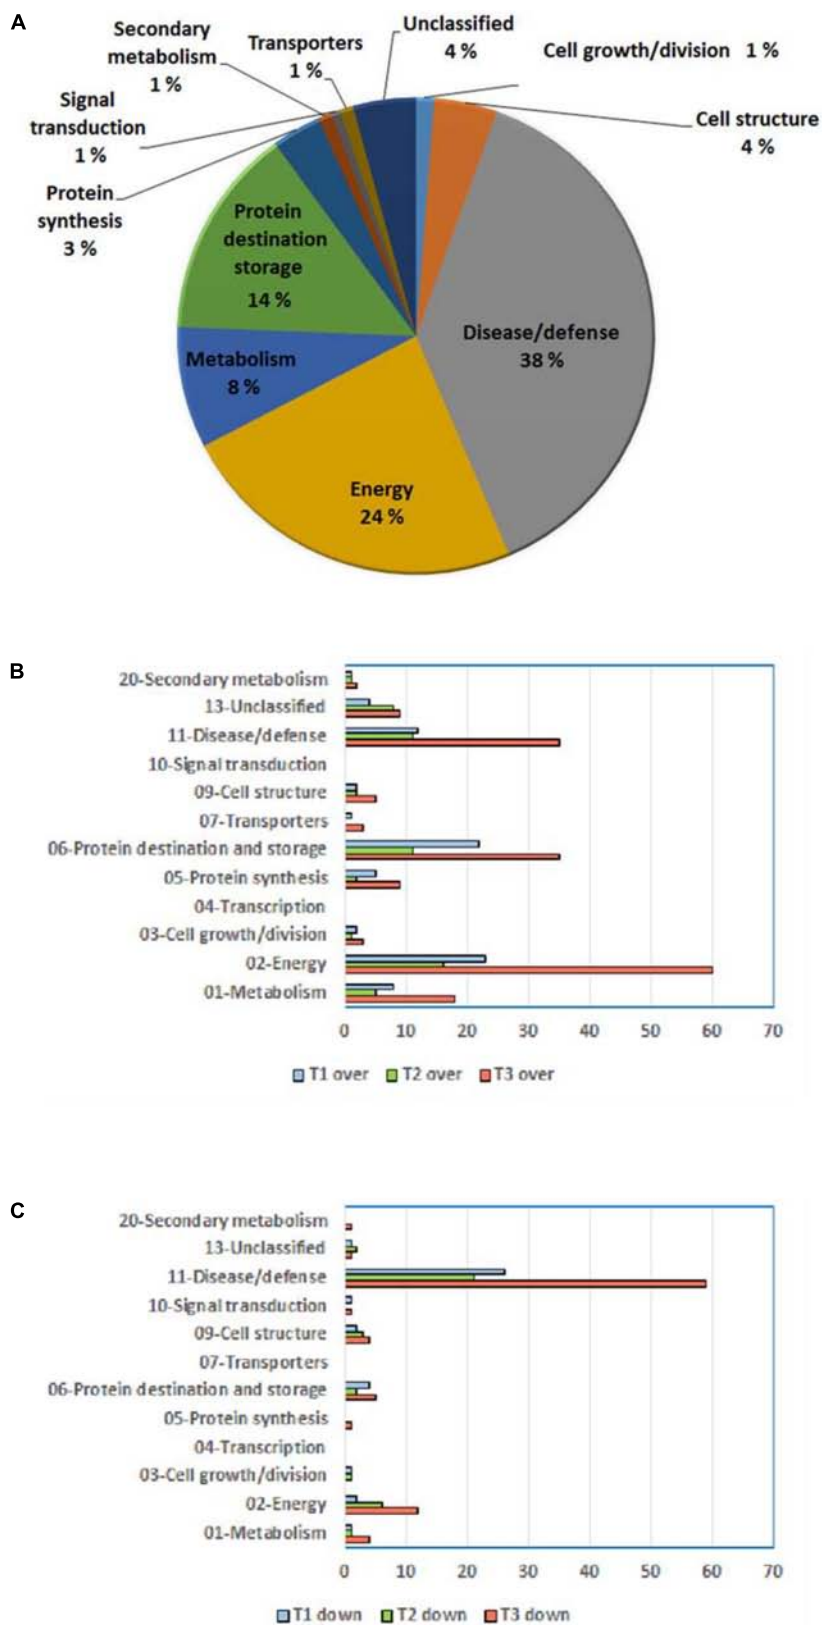 A
Secondary
metabolism
1 %
Transporters
1 %
Unclassified
4 %
Cell growth/division 1 %
Cell structure
4 %
Signal
transduction
1 %
Protein
synthesis
3 %
Protein
destination
storage
14 %
Disease/defense
38 %
Metabolism
8 %
Energy
24 %
B
20-Secondary metabolism
13-Unclassified
11-Disease/defense
10-Signal transduction
09-Cell structure
07-Transporters
06-Protein destination and storage
05-Protein synthesis
04-Transcription
03-Cell growth/division
02-Energy
01-Metabolism
0 10 20 30 40 50 60 70
T1 over T2 over T3 over
C
20-Secondary metabolism
13-Unclassified
11-Disease/defense
10-Signal transduction
09-Cell structure
07-Transporters
06-Protein destination and storage
05-Protein synthesis
04-Transcription
03-Cell growth/division
02-Energy
01-Metabolism
0 10 20 30 40 50 60 70
T1 down T2 down T3 down